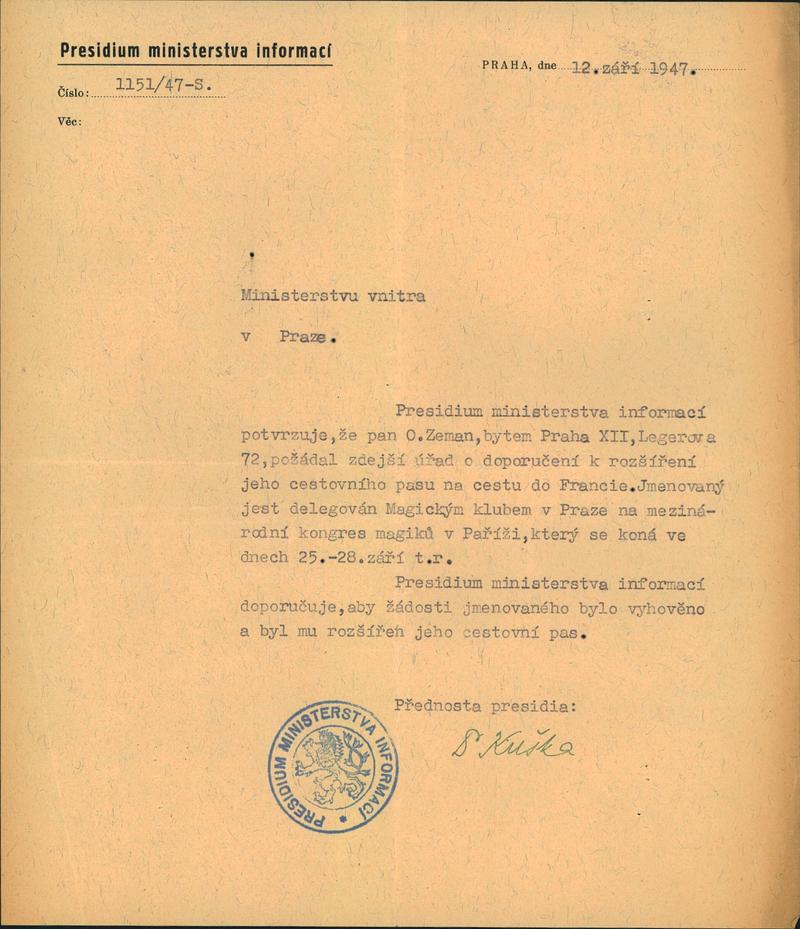 Presidium ministerstva informací
PRAHA, dne 12. září 1947.
Číslo: 1151/47-S.
Věc:
Ministerstvu vnitra
v Praze.
Presidium ministerstva informací
potvrzuje,že pan O.Zeman,bytem Praha XII,Legerova
72,požádal zdejší úřad o doporučení k rozšíření
jeho cestovního pasu na cestu do Francie.Jmenovaný
jest delegován Magickým klubem v Praze na meziná-
rodní kongres magiků v Paříži,který se koná ve
dnech 25.-28.září t.r.
Presidium ministerstva informací
doporučuje,aby žádosti jmenovaného bylo vyhověno
a byl mu rozšířen jeho cestovní pas.
Přednosta presidia:
Dr Kuška
PRESIDIUM MINISTERSTVA INFORMACÍ